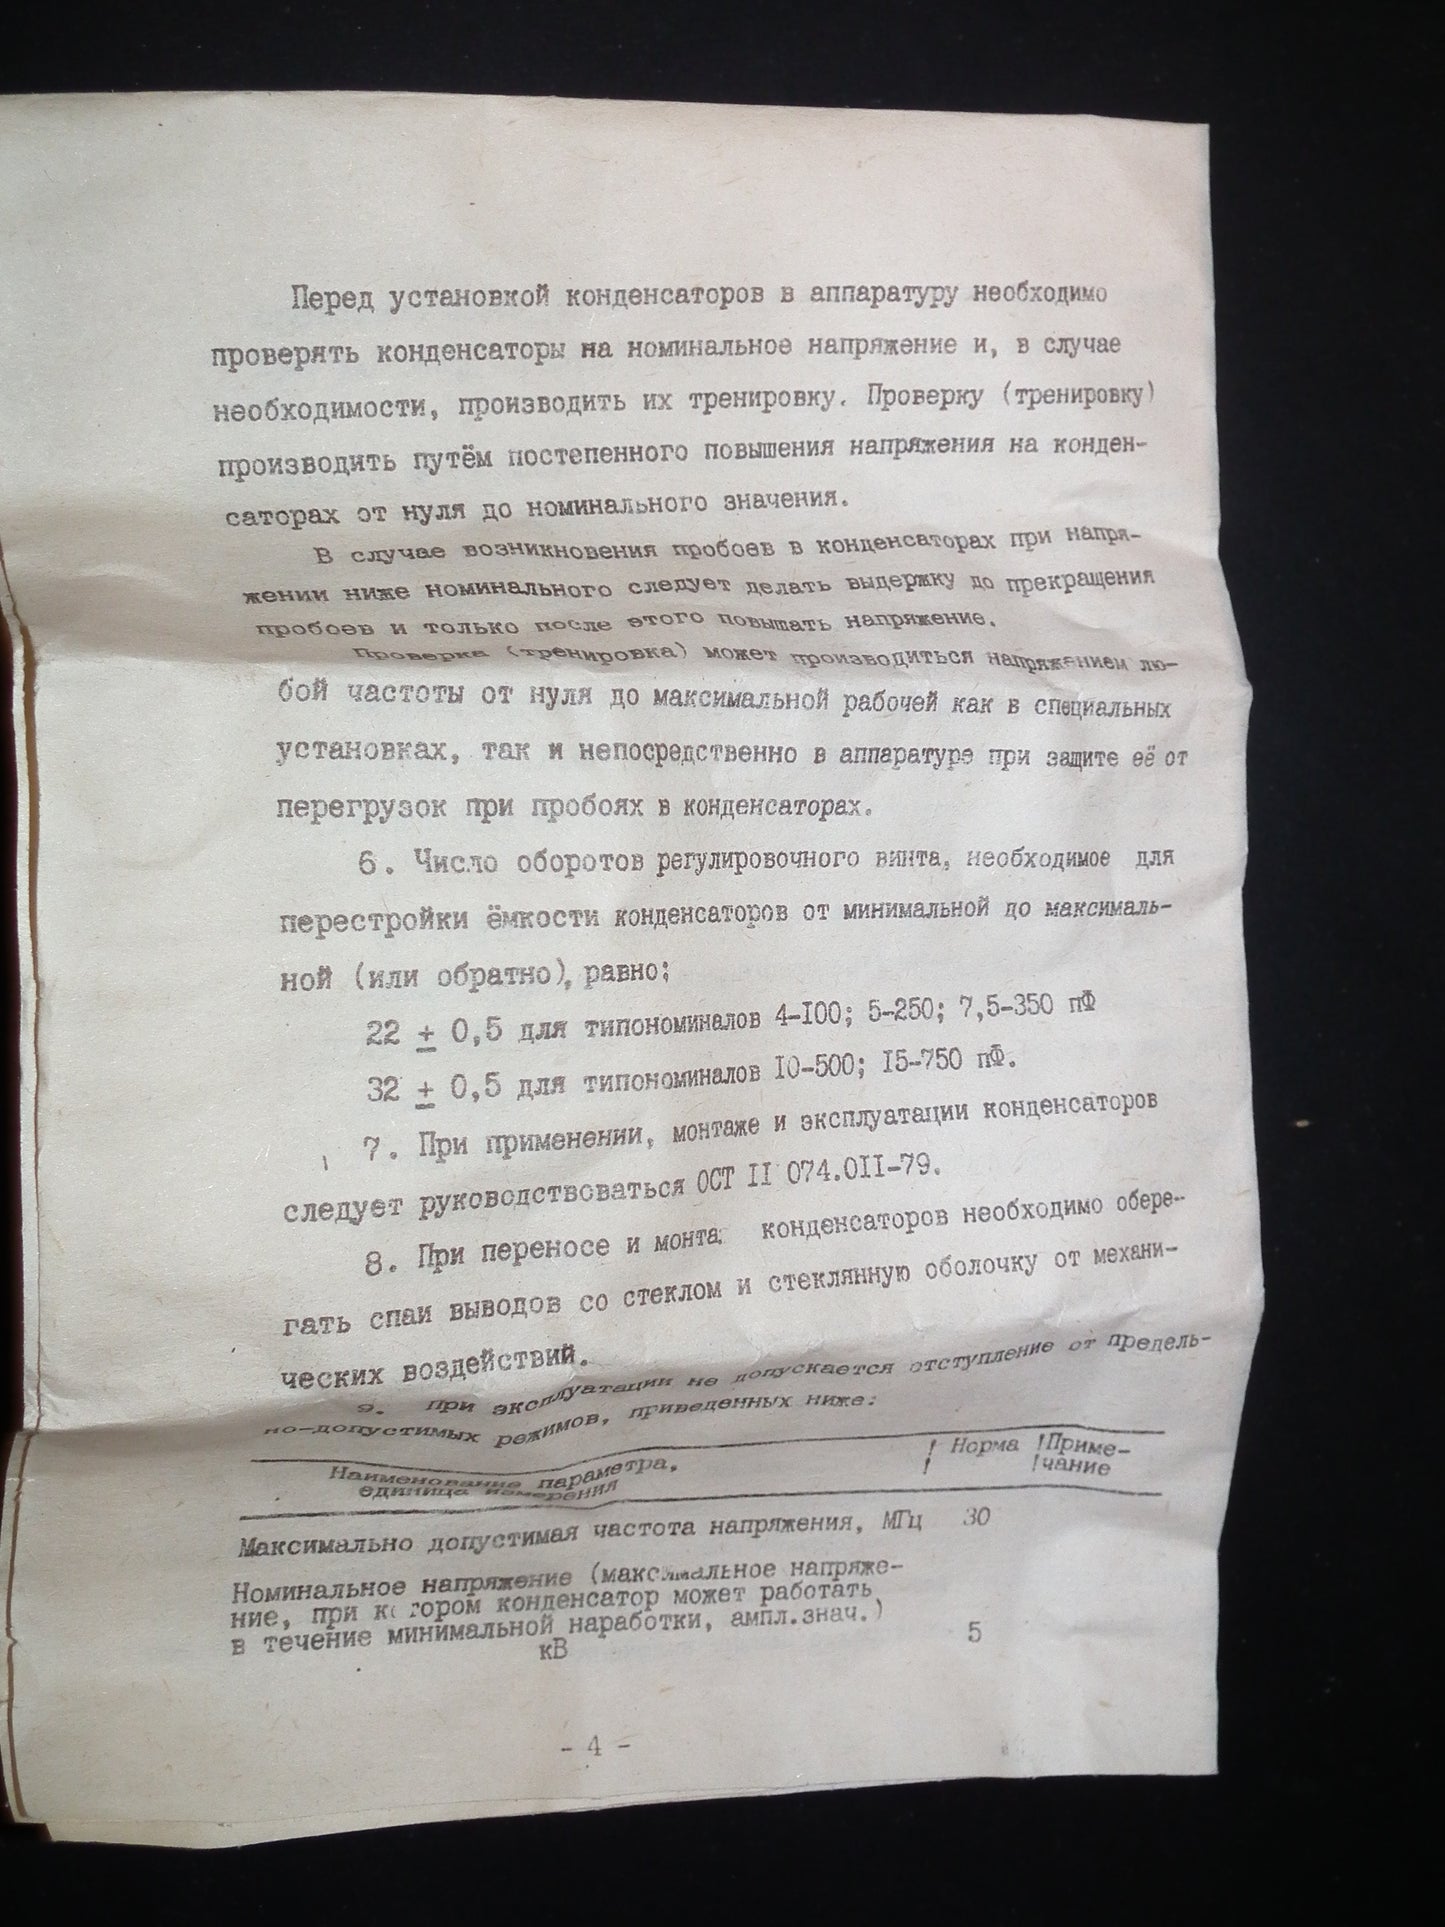 Перед установкой конденсаторов в аппаратуру необходимо
проверять конденсаторы на номинальное напряжение и, в случае
необходимости, производить их тренировку. Проверку (тренировку)
производить путём постепенного повышения напряжения на конден-
саторах от нуля до номинального значения.
В случае возникновения пробоев в конденсаторах при напря-
жении ниже номинального следует делать выдержку до прекращения
пробоев и только после этого повышать напряжение.
Проверка (тренировка) может производиться напряжением лю-
бой частоты от нуля до максимальной рабочей как в специальных
установках, так и непосредственно в аппаратуре при защите её от
перегрузок при пробоях в конденсаторах.
6. Число оборотов регулировочного винта, необходимое для
перестройки ёмкости конденсаторов от минимальной до максималь-
ной (или обратно), равно:
22 ± 0,5 для типономиналов 4-I00; 5-250; 7,5-350 пФ
32 ± 0,5 для типономиналов I0-500; I5-750 пФ.
7. При применении, монтаже и эксплуатации конденсаторов
следует руководствоваться ОСТ II 074.0II-79.
8. При переносе и монта конденсаторов необходимо обере-
гать спаи выводов со стеклом и стеклянную оболочку от механи-
ческих воздействий.
9. При эксплуатации не допускается отступление от предель-
но-допустимых режимов, приведенных ниже:
Наименование параметра, ! Норма !Приме-
единица измерения ! !чание
Максимально допустимая частота напряжения, МГц 30
Номинальное напряжение (максимальное напряже-
ние, при котором конденсатор может работать
в течение минимальной наработки, ампл.знач.)
кВ 5
- 4 -